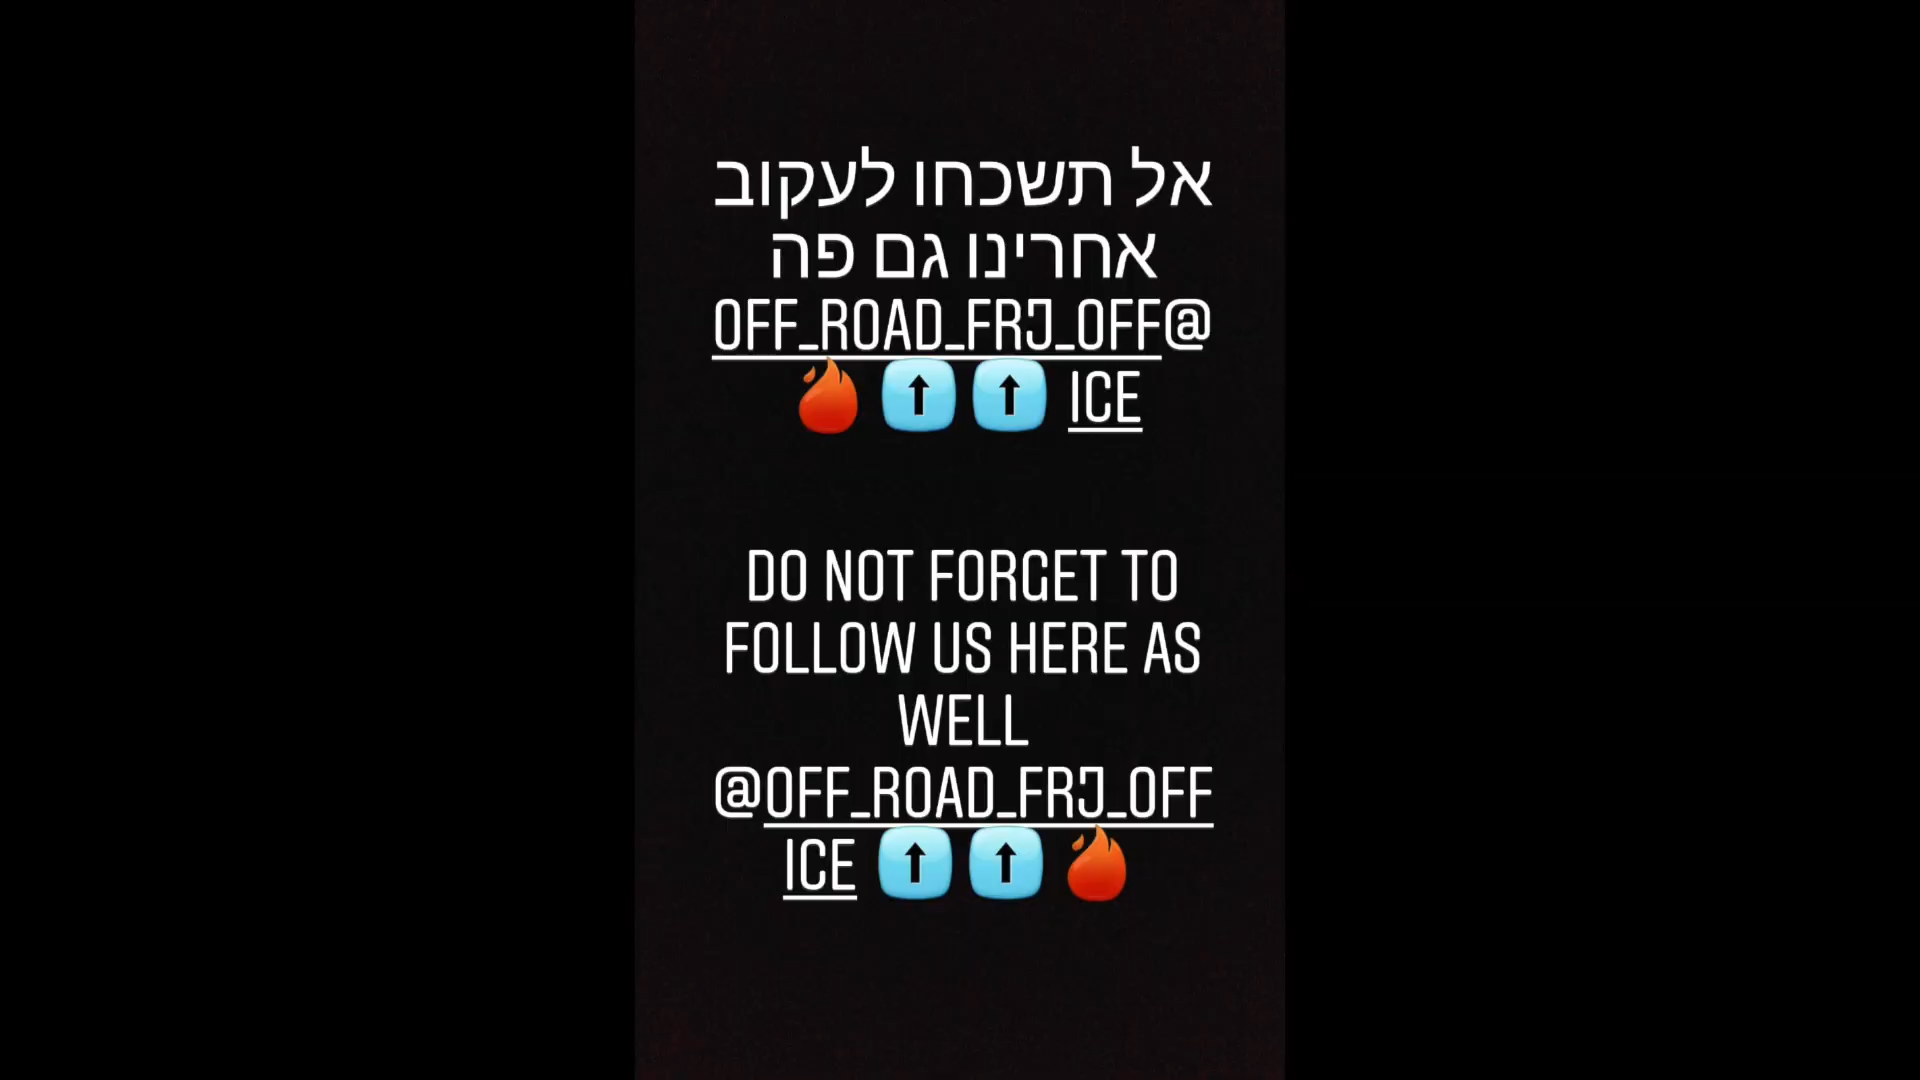 אל תשכחו לעקוב
אחרינו גם פה
@OFF_ROAD_FRJ_OFF
ICE ⬆️ ⬆️ 🔥
DO NOT FORGET TO
FOLLOW US HERE AS
WELL
@OFF_ROAD_FRJ_OFF
ICE ⬆️ ⬆️ 🔥